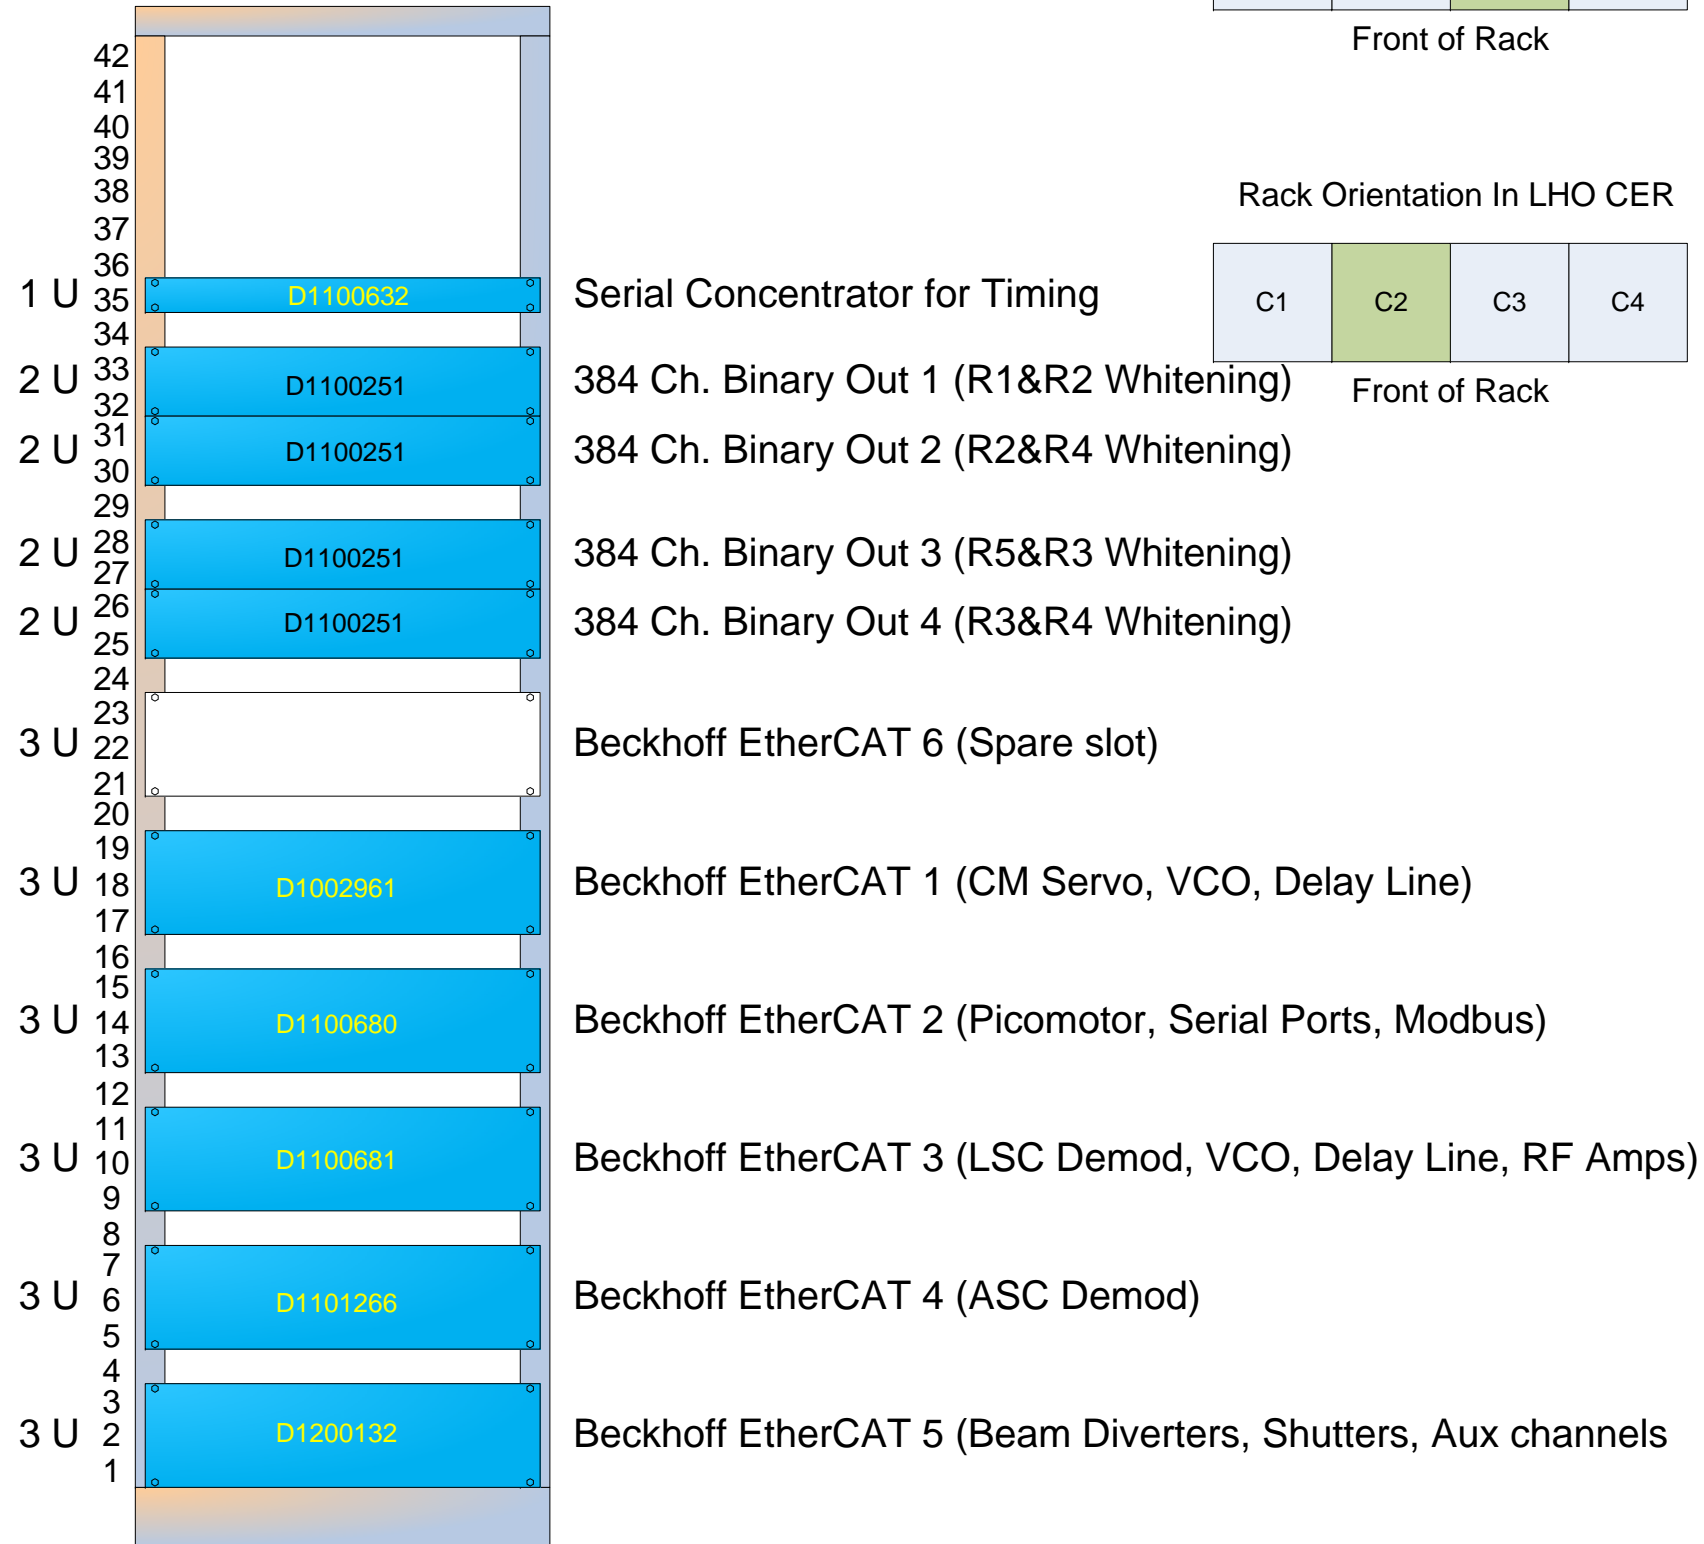 Front of Rack
42
41
40
39
38
Rack Orientation In LHO CER
37
36
1 U 35 D1100632 Serial Concentrator for Timing
C1 C2 C3 C4
34
2 U 33 D1100251 384 Ch. Binary Out 1 (R1&R2 Whitening)
32
Front of Rack
2 U 31 D1100251 384 Ch. Binary Out 2 (R2&R4 Whitening)
30
29
2 U 28 D1100251 384 Ch. Binary Out 3 (R5&R3 Whitening)
27
2 U 26 D1100251 384 Ch. Binary Out 4 (R3&R4 Whitening)
25
24
23
3 U 22 Beckhoff EtherCAT 6 (Spare slot)
21
20
19
3 U 18 D1002961 Beckhoff EtherCAT 1 (CM Servo, VCO, Delay Line)
17
16
15
3 U 14 D1100680 Beckhoff EtherCAT 2 (Picomotor, Serial Ports, Modbus)
13
12
11
3 U 10 D1100681 Beckhoff EtherCAT 3 (LSC Demod, VCO, Delay Line, RF Amps)
9
8
7
3 U 6 D1101266 Beckhoff EtherCAT 4 (ASC Demod)
5
4
3
3 U 2 D1200132 Beckhoff EtherCAT 5 (Beam Diverters, Shutters, Aux channels
1